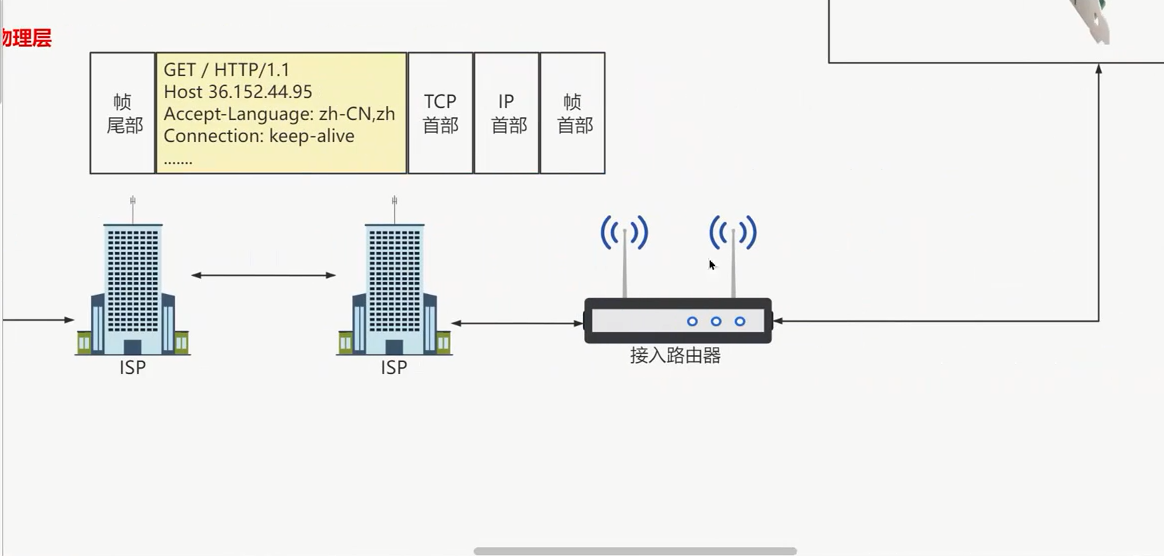 物理层
帧
尾部
GET / HTTP/1.1
Host 36.152.44.95
Accept-Language: zh-CN,zh
Connection: keep-alive
.......
TCP
首部
IP
首部
帧
首部
ISP
ISP
接入路由器